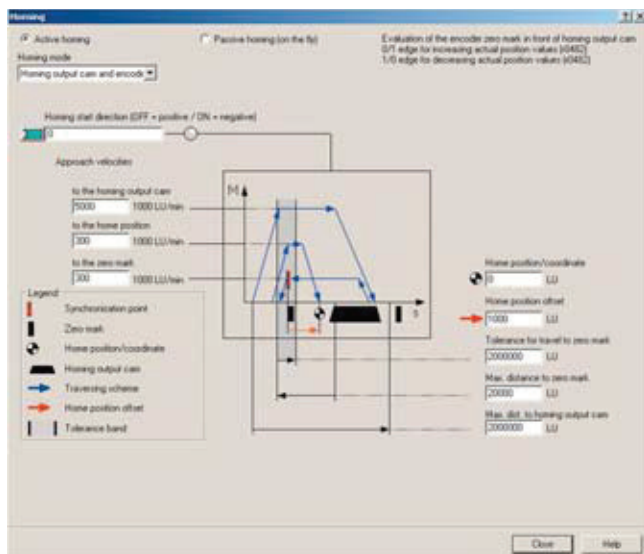 Homing
Active homing
Passive homing (on the fly)
Evaluation of the encoder zero mark in front of homing output cam
0/1 edge for increasing actual position values (r0482)
1/0 edge for decreasing actual position values (r0482)
Homing mode
Homing output cam and encode
Homing start direction (OFF = positive / ON = negative)
0
Approach velocities
to the homing output cam
5000 1000 LU/min
to the home position
300 1000 LU/min
to the zero mark
300 1000 LU/min
M
s
Home position/coordinate
0 LU
Home position offset
1000 LU
Tolerance for travel to zero mark
2000000 LU
Max. distance to zero mark
20000 LU
Max. dist. to homing output cam
2000000 LU
Legend
Synchronisation point
Zero mark
Home position/coordinate
Homing output cam
Traversing scheme
Home position offset
Tolerance band
Close
Help